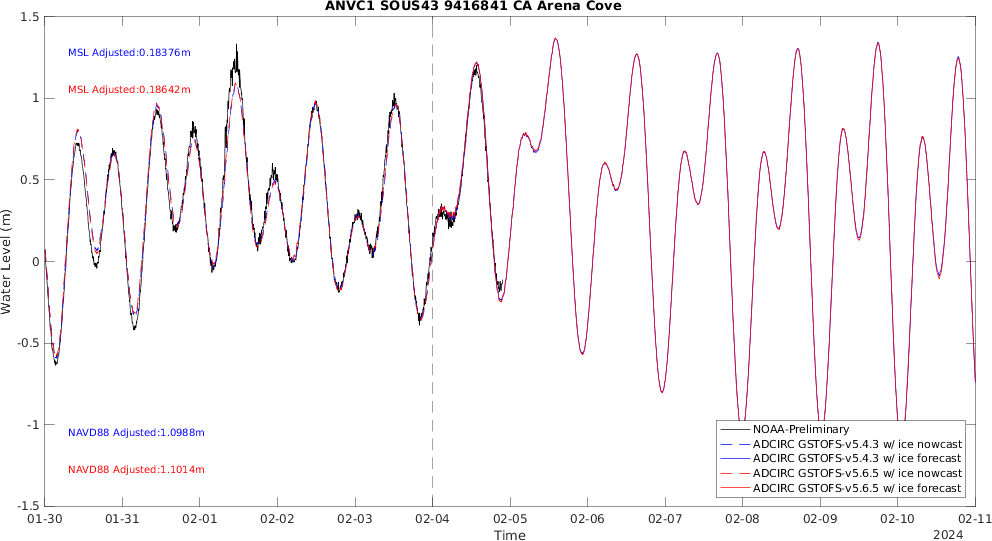 ANVC1 SOUS43 9416841 CA Arena Cove
MSL Adjusted:0.18376m
MSL Adjusted:0.18642m
NAVD88 Adjusted:1.0988m
NAVD88 Adjusted:1.1014m
Water Level (m)
1.5
1
0.5
0
-0.5
-1
-1.5
NOAA-Preliminary
ADCIRC GSTOFS-v5.4.3 w/ ice nowcast
ADCIRC GSTOFS-v5.4.3 w/ ice forecast
ADCIRC GSTOFS-v5.6.5 w/ ice nowcast
ADCIRC GSTOFS-v5.6.5 w/ ice forecast
01-30 01-31 02-01 02-02 02-03 02-04 02-05 02-06 02-07 02-08 02-09 02-10 02-11
Time
2024